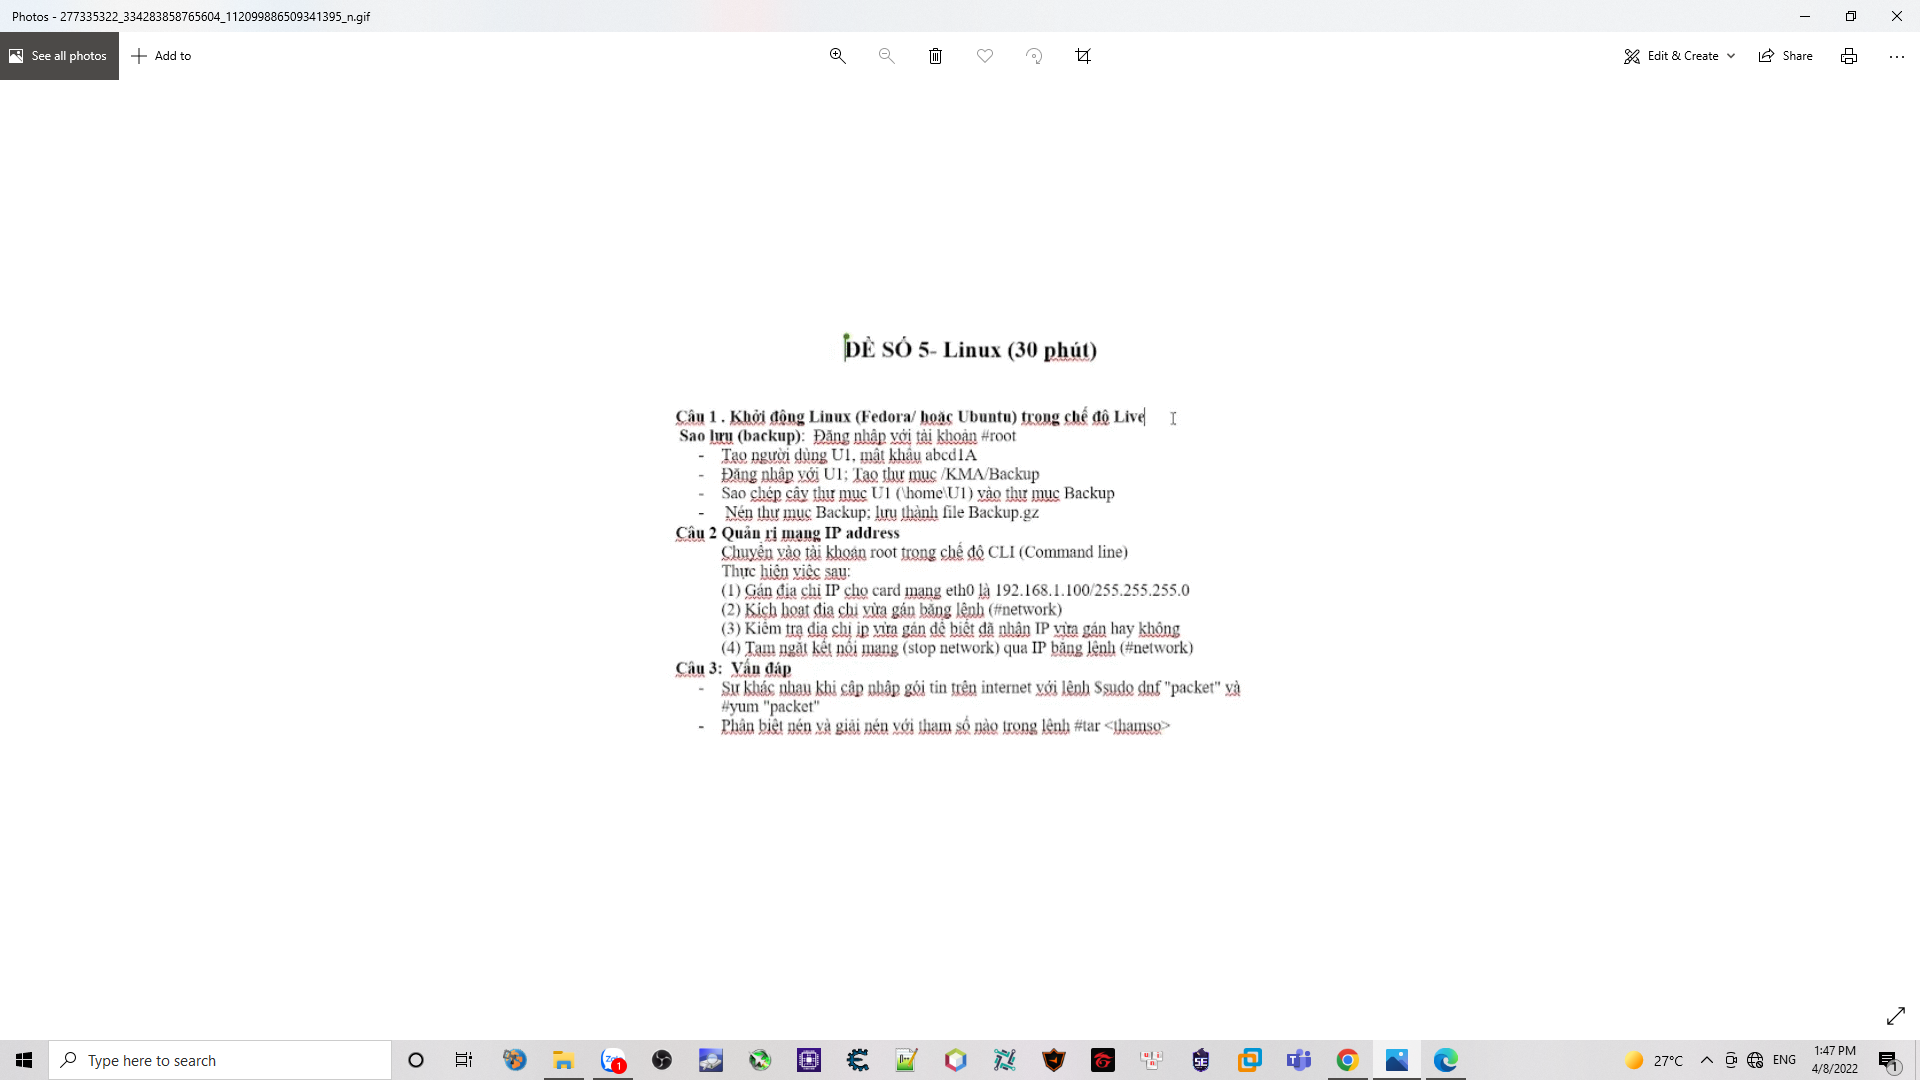 Photos - 277335322_334283858765604_112099886509341395_n.gif
See all photos
Add to
Edit & Create
Share
ĐỀ SỐ 5- Linux (30 phút)
Câu 1 . Khởi động Linux (Fedora/ hoặc Ubuntu) trong chế độ Live
Sao lưu (backup): Đăng nhập với tài khoản #root
- Tạo người dùng U1, mật khẩu abcd1A
- Đăng nhập với U1; Tạo thư mục /KMA/Backup
- Sao chép cây thư mục U1 (\home\U1) vào thư mục Backup
- Nén thư mục Backup; lưu thành file Backup.gz
Câu 2 Quản rị mạng IP address
Chuyển vào tài khoản root trong chế độ CLI (Command line)
Thực hiện việc sau:
(1) Gán địa chỉ IP cho card mạng eth0 là 192.168.1.100/255.255.255.0
(2) Kích hoạt địa chỉ vừa gán bằng lệnh (#network)
(3) Kiểm tra địa chỉ ip vừa gán để biết đã nhận IP vừa gán hay không
(4) Tạm ngắt kết nối mạng (stop network) qua IP bằng lệnh (#network)
Câu 3: Vấn đáp
- Sự khác nhau khi cập nhập gói tin trên internet với lệnh $sudo dnf "packet" và
#yum "packet"
- Phân biệt nén và giải nén với tham số nào trong lệnh #tar <thamso>
Type here to search
27°C
ENG
1:47 PM
4/8/2022